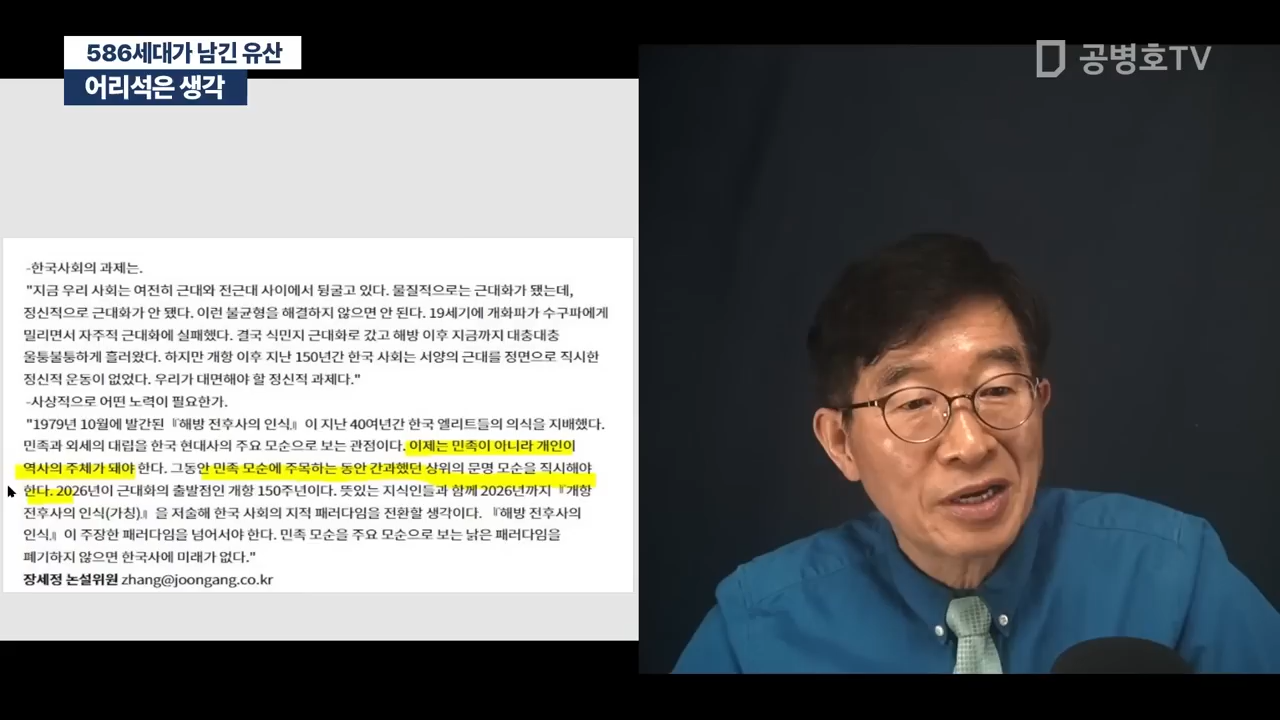 586세대가 남긴 유산
어리석은 생각
공병호TV
-한국사회의 과제는.
"지금 우리 사회는 여전히 근대와 전근대 사이에서 뒹굴고 있다. 물질적으로는 근대화가 됐는데,
정신적으로 근대화가 안 됐다. 이런 불균형을 해결하지 않으면 안 된다. 19세기에 개화파가 수구파에게
밀리면서 자주적 근대화에 실패했다. 결국 식민지 근대화로 갔고 해방 이후 지금까지 대충대충
울퉁불퉁하게 흘러왔다. 하지만 개항 이후 지난 150년간 한국 사회는 서양의 근대를 정면으로 직시한
정신적 운동이 없었다. 우리가 대면해야 할 정신적 과제다."
-사상적으로 어떤 노력이 필요한가.
"1979년 10월에 발간된 『해방 전후사의 인식』이 지난 40여년간 한국 엘리트들의 의식을 지배했다.
민족과 외세의 대립을 한국 현대사의 주요 모순으로 보는 관점이다. 이제는 민족이 아니라 개인이
역사의 주체가 돼야 한다. 그동안 민족 모순에 주목하는 동안 간과했던 상위의 문명 모순을 직시해야
한다. 2026년이 근대화의 출발점인 개항 150주년이다. 뜻있는 지식인들과 함께 2026년까지 『개항
전후사의 인식(가칭)』을 저술해 한국 사회의 지적 패러다임을 전환할 생각이다. 『해방 전후사의
인식』이 주장한 패러다임을 넘어서야 한다. 민족 모순을 주요 모순으로 보는 낡은 패러다임을
폐기하지 않으면 한국사에 미래가 없다."
장세정 논설위원 zhang@joongang.co.kr